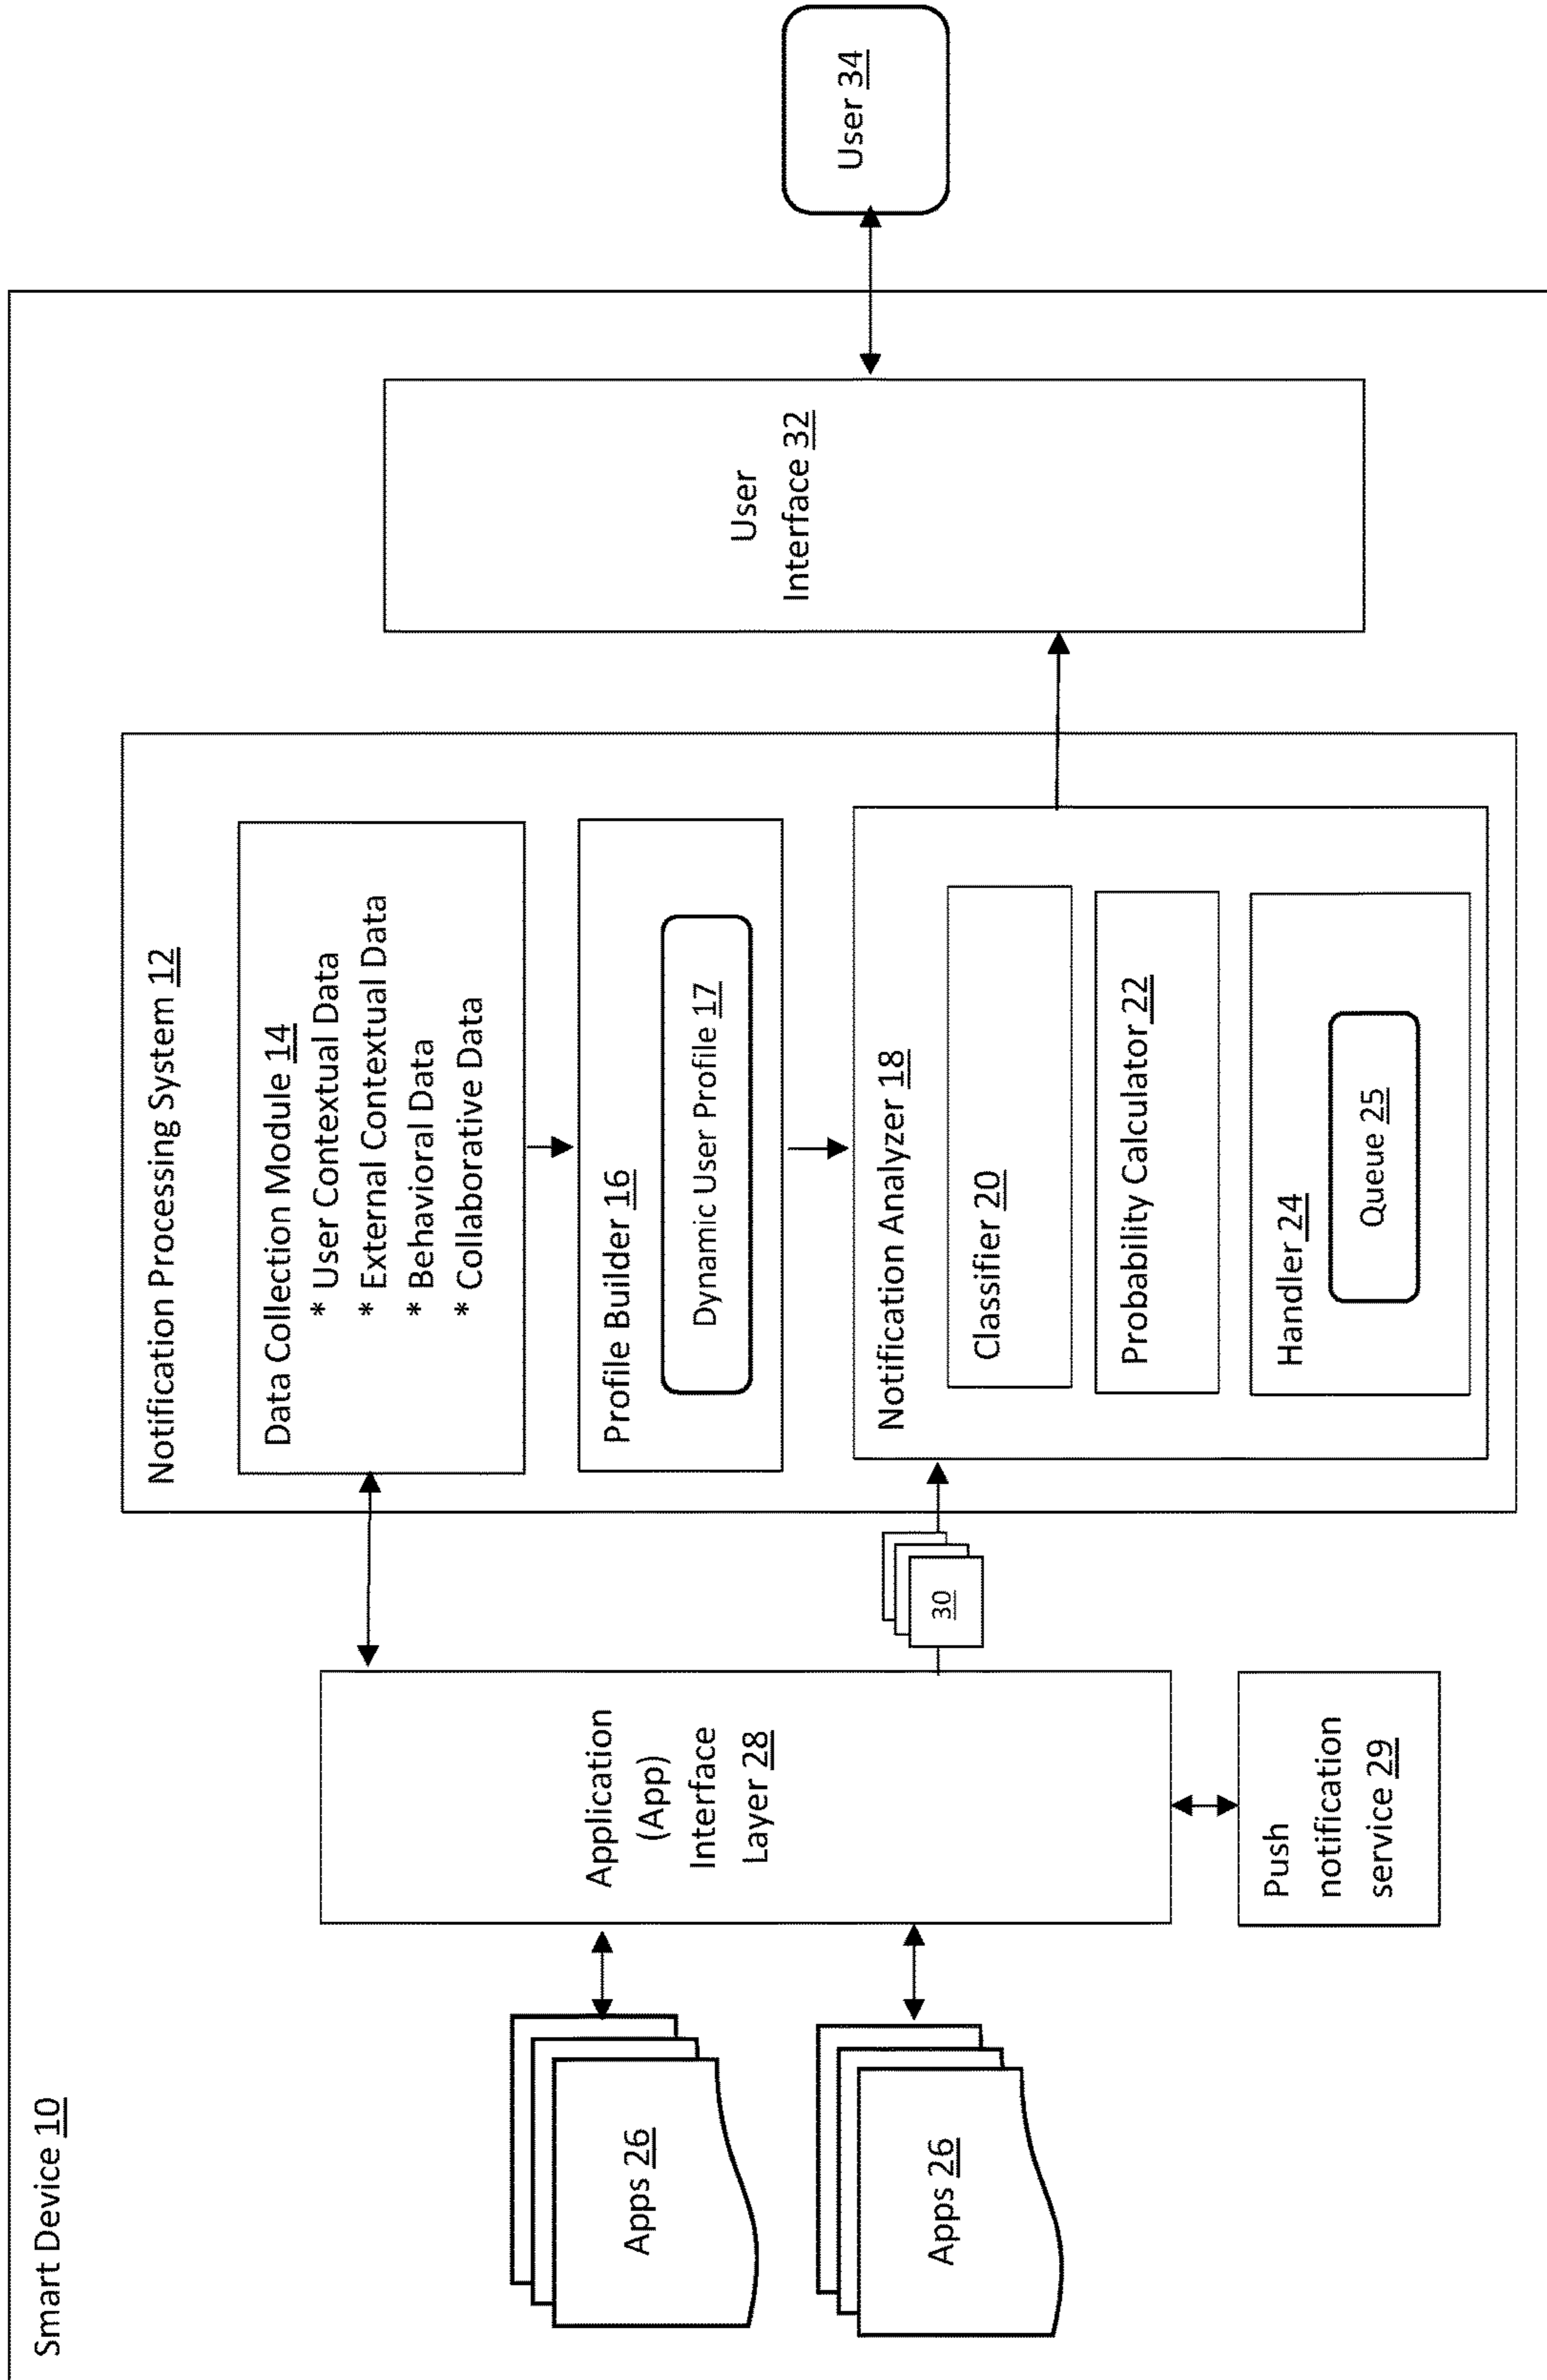 Smart Device 10
Apps 26
Apps 26
Application
(App)
Interface
Layer 28
Push
notification
service 29
30
Notification Processing System 12
Data Collection Module 14
* User Contextual Data
* External Contextual Data
* Behavioral Data
* Collaborative Data
Profile Builder 16
Dynamic User Profile 17
Notification Analyzer 18
Classifier 20
Probability Calculator 22
Handler 24
Queue 25
User
Interface 32
User 34